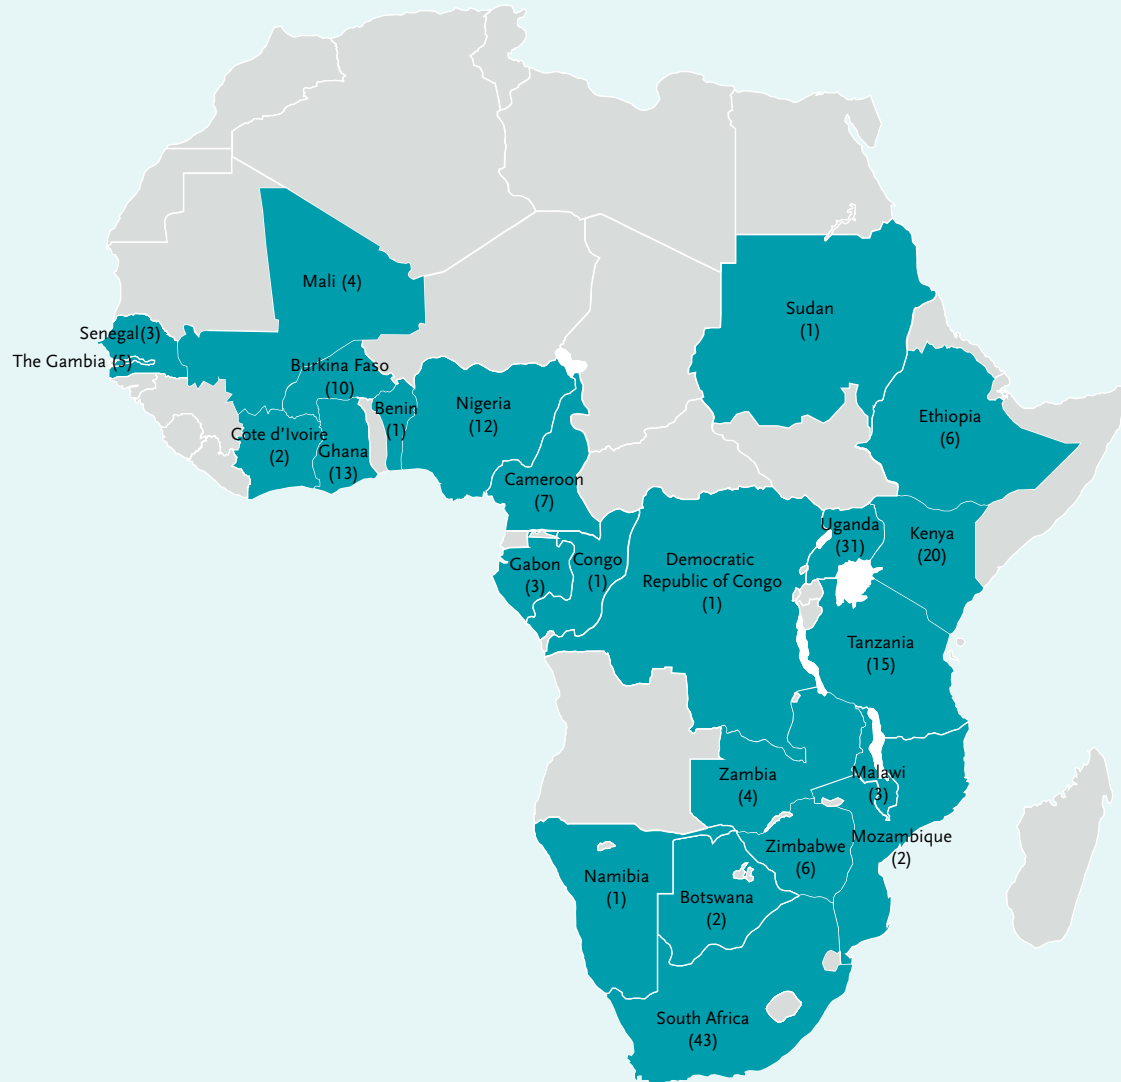 Mali (4)
Sudan
(1)
Senegal(3)
The Gambia (5)
Burkina Faso
(10)
Benin
(1)
Nigeria
(12)
Ethiopia
(6)
Cote d'Ivoire
(2)
Ghana
(13)
Cameroon
(7)
Uganda
(31)
Kenya
(20)
Gabon
(3)
Congo
(1)
Democratic
Republic of Congo
(1)
Tanzania
(15)
Zambia
(4)
Malawi
(3)
Mozambique
(2)
Zimbabwe
(6)
Namibia
(1)
Botswana
(2)
South Africa
(43)